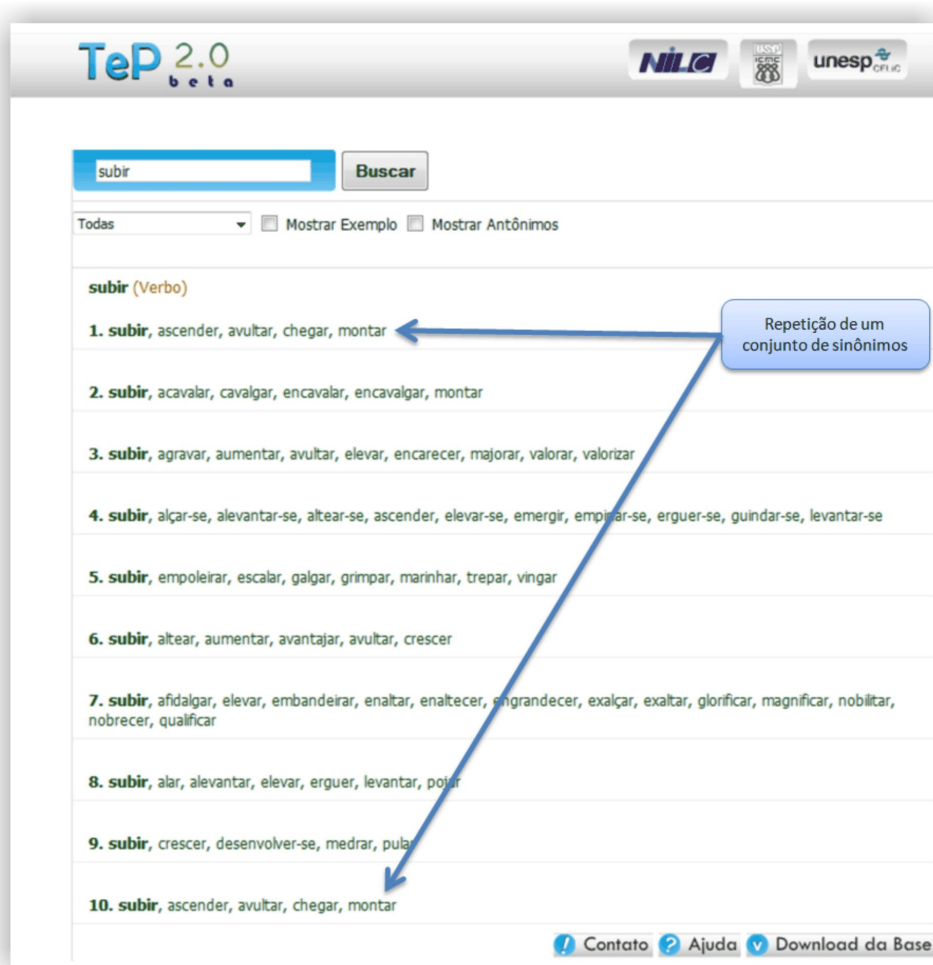 TeP 2.0
beta
NILC
USP
ICMC
unesp
subir
Buscar
Todas
Mostrar Exemplo Mostrar Antônimos
subir (Verbo)
1. subir, ascender, avultar, chegar, montar
Repetição de um
conjunto de sinônimos
2. subir, acavalar, cavalgar, encavalar, encavalgar, montar
3. subir, agravar, aumentar, avultar, elevar, encarecer, majorar, valorar, valorizar
4. subir, alçar-se, alevantar-se, altear-se, ascender, elevar-se, emergir, empinar-se, erguer-se, guindar-se, levantar-se
5. subir, empoleirar, escalar, galgar, grimpar, marinhar, trepar, vingar
6. subir, altear, aumentar, avantajar, avultar, crescer
7. subir, afidalgar, elevar, embandeirar, enaltar, enaltecer, engrandecer, exalçar, exaltar, glorificar, magnificar, nobilitar,
nobrecer, qualificar
8. subir, alar, alevantar, elevar, erguer, levantar, pojar
9. subir, crescer, desenvolver-se, medrar, pular
10. subir, ascender, avultar, chegar, montar
Contato Ajuda Download da Base